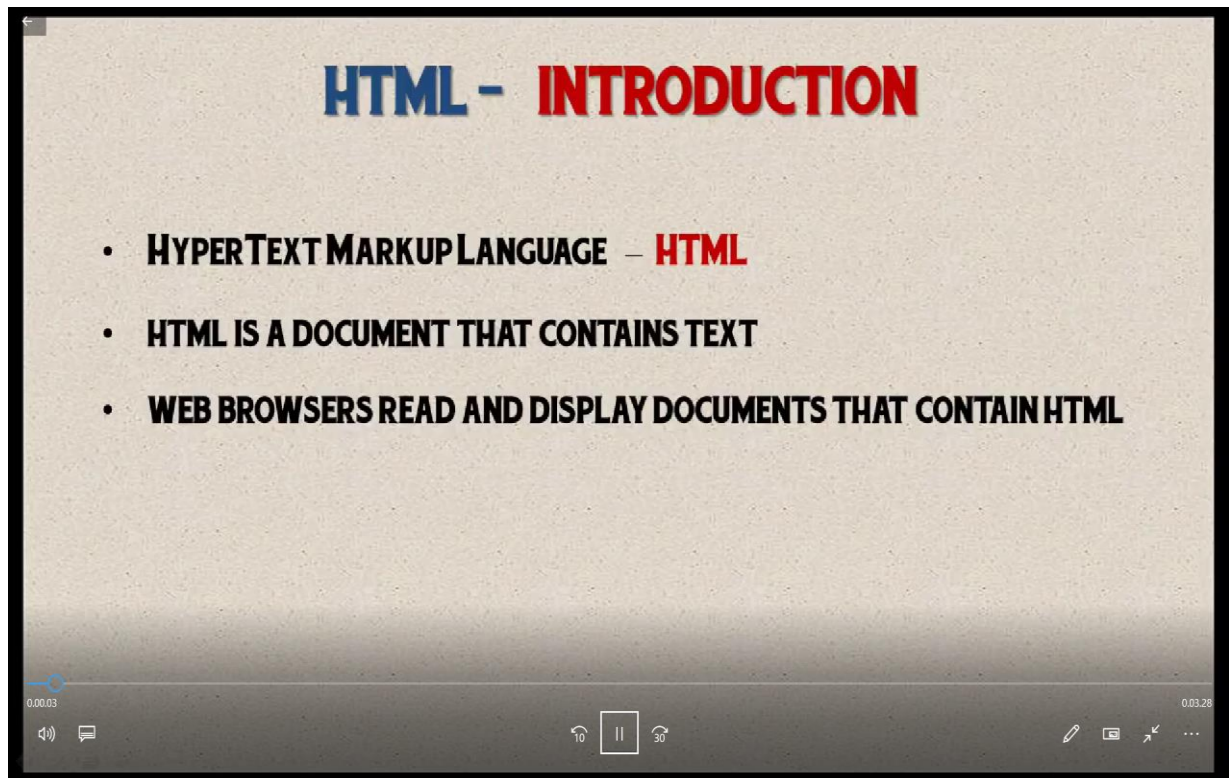 HTML - INTRODUCTION
• HYPERTEXT MARKUP LANGUAGE – HTML
• HTML IS A DOCUMENT THAT CONTAINS TEXT
• WEB BROWSERS READ AND DISPLAY DOCUMENTS THAT CONTAIN HTML
0.00.03
0.03.28
10
30